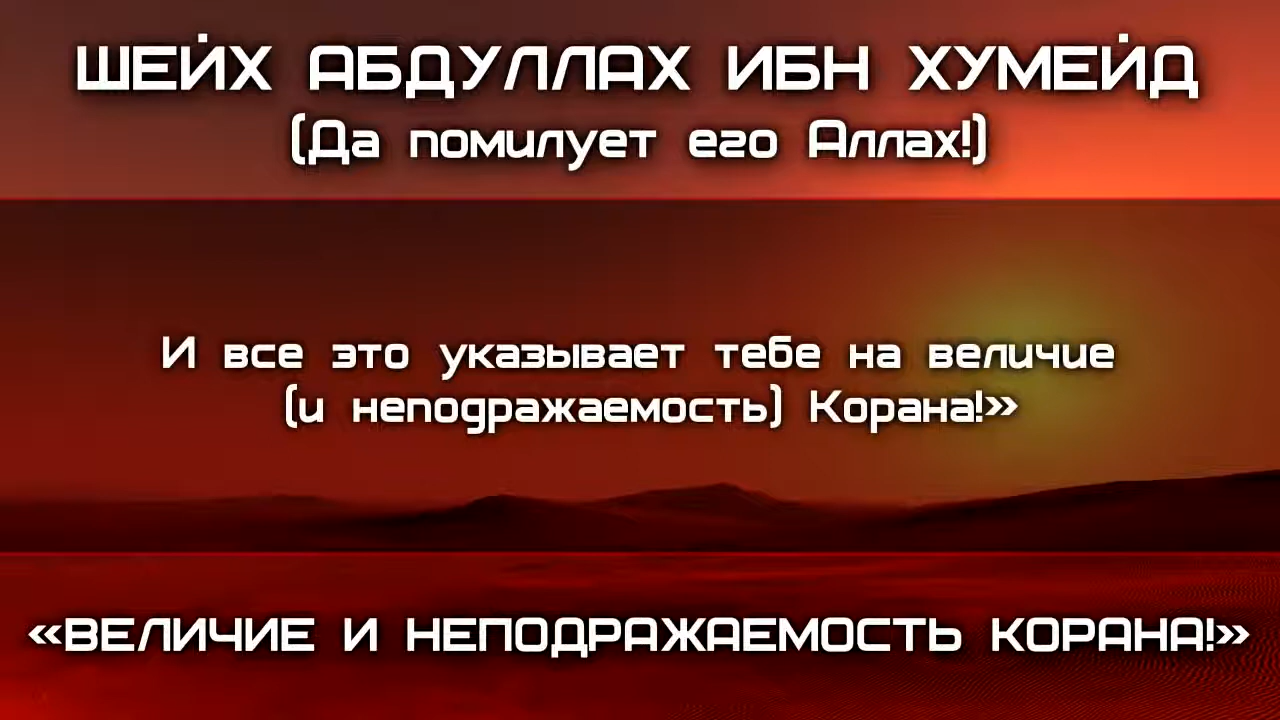 ШЕЙХ АБДУЛЛАХ ИБН ХУМЕЙД
(Да помилует его Аллах!)
И все это указывает тебе на величие
(и неподражаемость) Корана!»
«ВЕЛИЧИЕ И НЕПОДРАЖАЕМОСТЬ КОРАНА!»